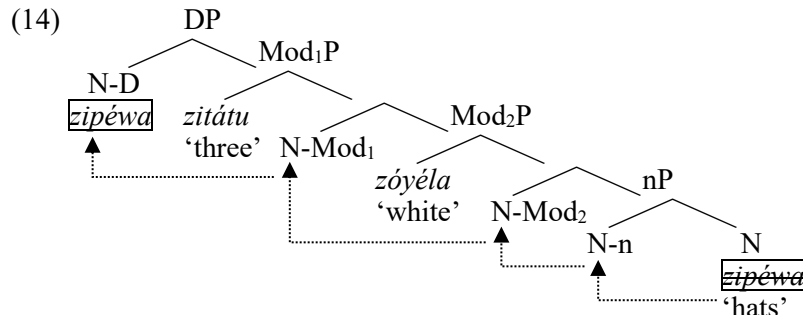 (14) DP
Mod₁P
N-D
zipéwa zitátu Mod₂P
'three' N-Mod₁
zóyéla nP
'white' N-Mod₂
N-n N
zipéwa
'hats'